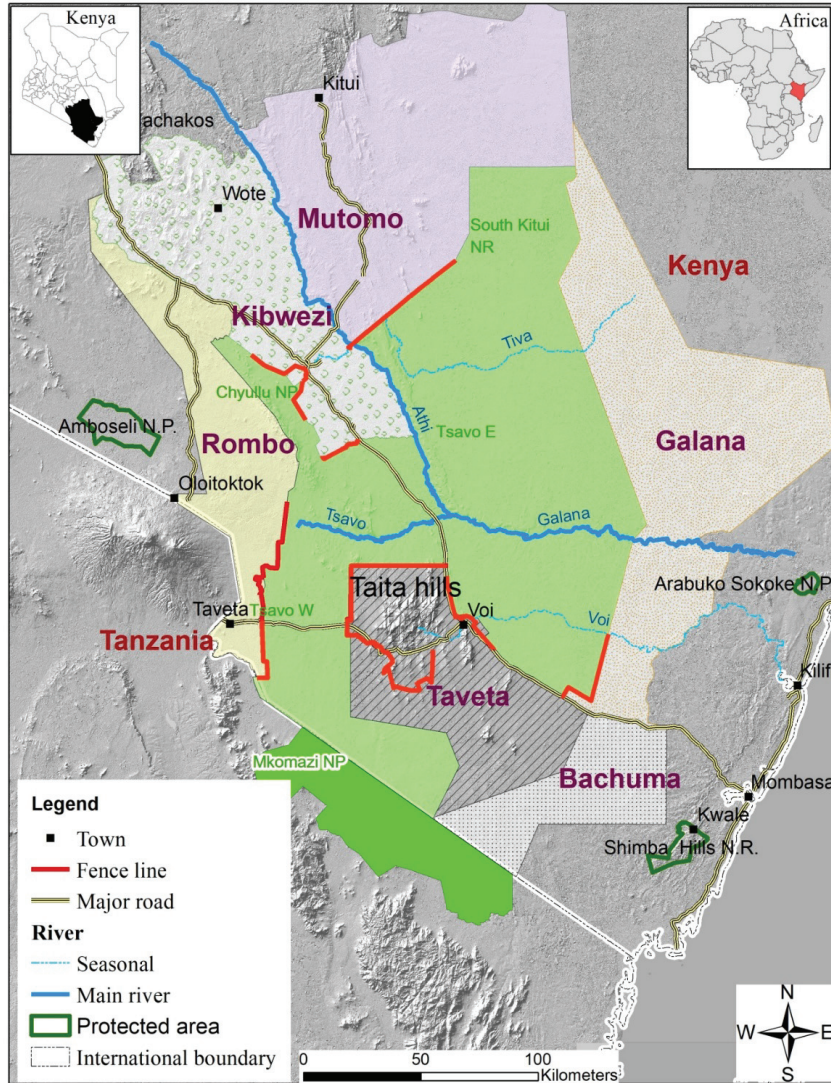 Kenya
Africa
Kitui
achakos
Wote
Mutomo
South Kitui
NR
Kenya
Kibwezi
Tiva
Chyullu NP
Athi
Amboseli N.P.
Rombo
Tsavo E
Galana
Oloitoktok
Tsavo
Galana
Arabuko Sokoke N.P
Taita hills
Taveta
Tsavo W
Voi
Voi
Tanzania
Kilif
Taveta
Mkomazi NP
Bachuma
Mombasa
Kwale
Shimba Hills N.R.
Legend
Town
Fence line
Major road
River
Seasonal
Main river
Protected area
International boundary
0 50 100
Kilometers
N
W E
S